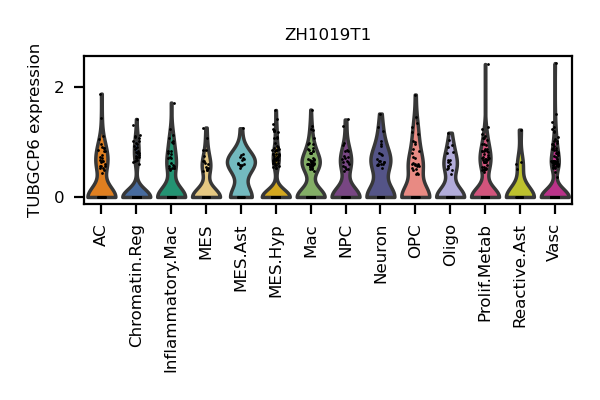 ZH1019T1
TUBGCP6 expression
2
0
AC
Chromatin.Reg
Inflammatory.Mac
MES
MES.Ast
MES.Hyp
Mac
NPC
Neuron
OPC
Oligo
Prolif.Metab
Reactive.Ast
Vasc